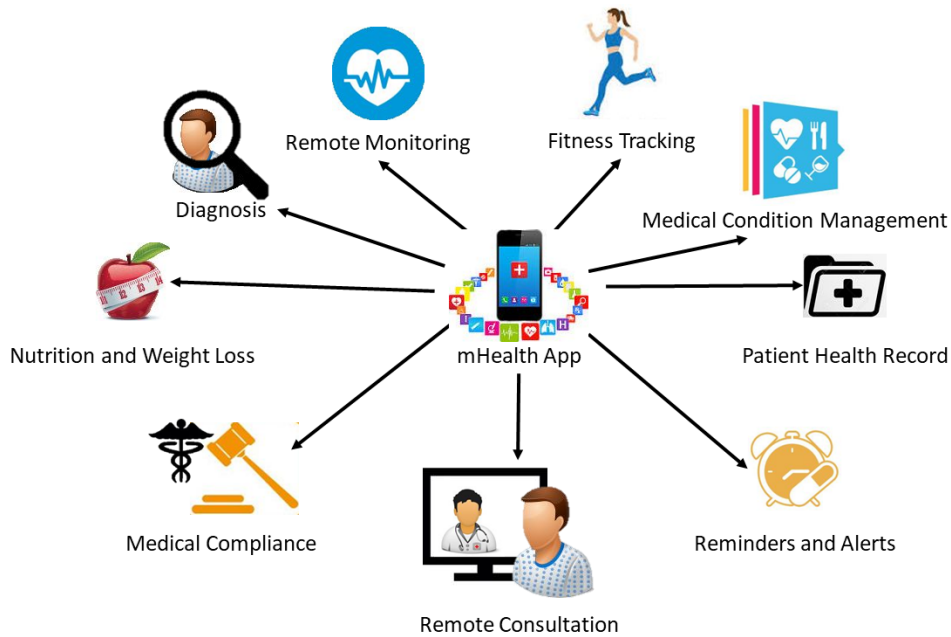 Remote Monitoring
Fitness Tracking
Diagnosis
Medical Condition Management
Nutrition and Weight Loss
mHealth App
Patient Health Record
Medical Compliance
Reminders and Alerts
Remote Consultation